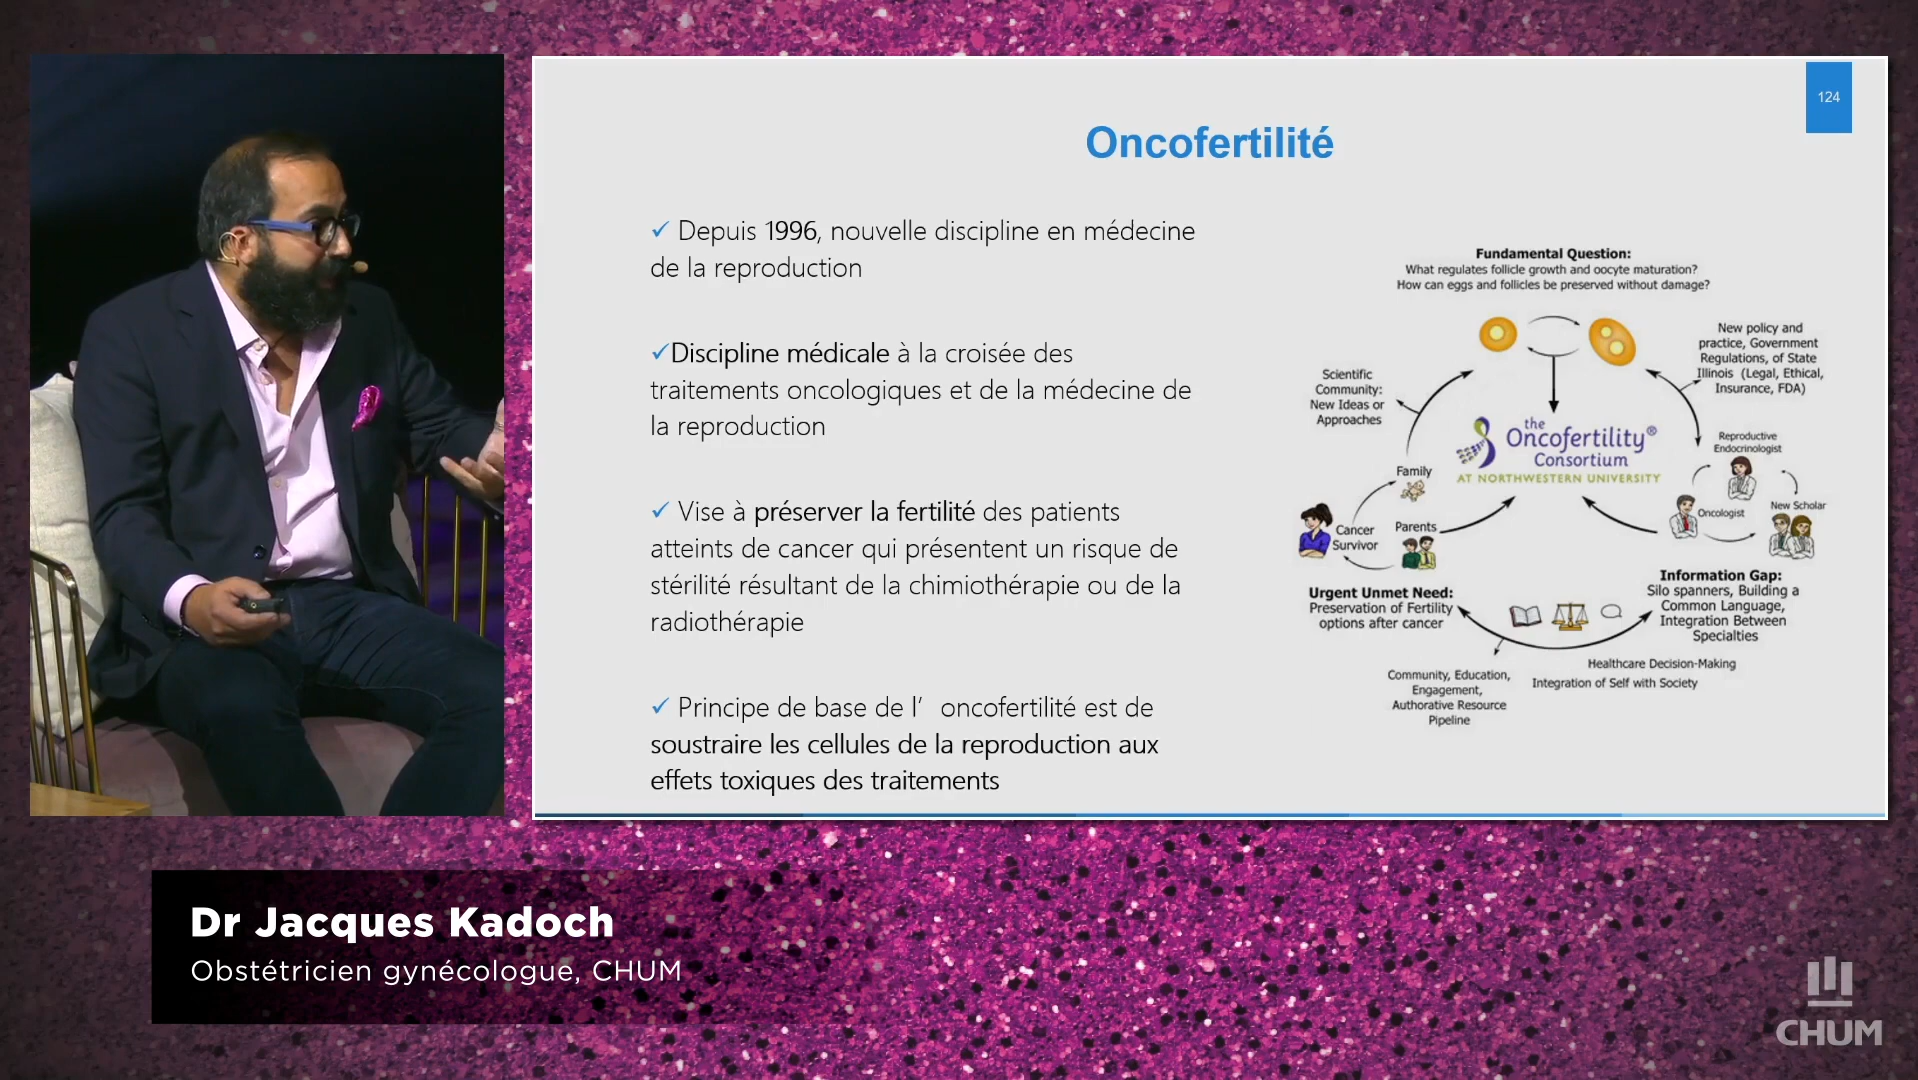 124
Oncofertilité
✓ Depuis 1996, nouvelle discipline en médecine
de la reproduction
✓Discipline médicale à la croisée des
traitements oncologiques et de la médecine de
la reproduction
✓ Vise à préserver la fertilité des patients
atteints de cancer qui présentent un risque de
stérilité résultant de la chimiothérapie ou de la
radiothérapie
✓ Principe de base de l’ oncofertilité est de
soustraire les cellules de la reproduction aux
effets toxiques des traitements
Fundamental Question:
What regulates follicle growth and oocyte maturation?
How can eggs and follicles be preserved without damage?
New policy and
practice, Government
Regulations, of State
Illinois (Legal, Ethical,
Insurance, FDA)
Scientific
Community:
New Ideas or
Approaches
the
Oncofertility®
Consortium
AT NORTHWESTERN UNIVERSITY
Reproductive
Endocrinologist
Oncologist
New Scholar
Family
Cancer
Survivor
Parents
Urgent Unmet Need:
Preservation of Fertility
options after cancer
Information Gap:
Silo spanners, Building a
Common Language,
Integration Between
Specialties
Healthcare Decision-Making
Integration of Self with Society
Community, Education,
Engagement,
Authorative Resource
Pipeline
Dr Jacques Kadoch
Obstétricien gynécologue, CHUM
CHUM